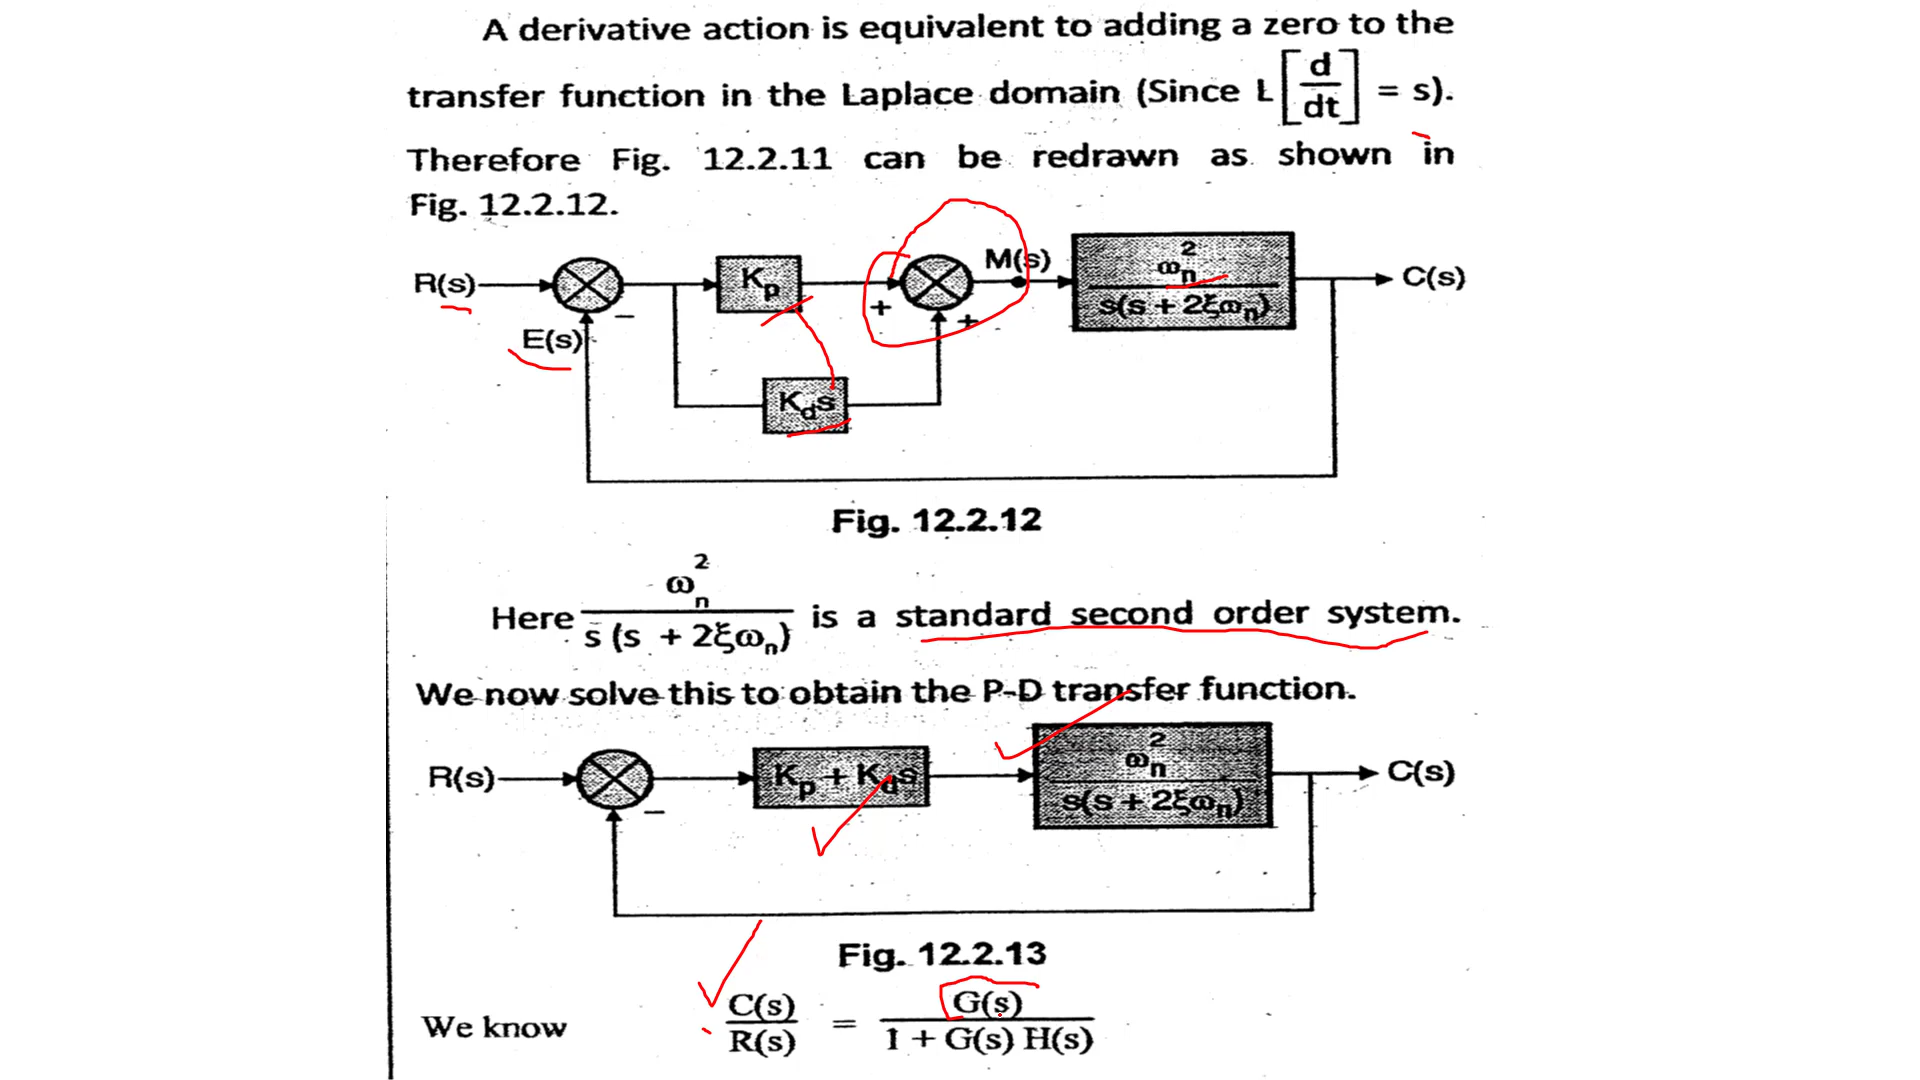 A derivative action is equivalent to adding a zero to the
transfer function in the Laplace domain (Since L[d/dt] = s).
Therefore Fig. 12.2.11 can be redrawn as shown in
Fig. 12.2.12.
R(s)
E(s)
−
Kp
Kds
+
+
M(s)
ωn² / s(s + 2ξωn)
C(s)
Fig. 12.2.12
Here ωn² / s (s + 2ξωn) is a standard second order system.
We now solve this to obtain the P-D transfer function.
R(s)
−
Kp + Kds
ωn² / s(s + 2ξωn)
C(s)
Fig. 12.2.13
We know C(s)/R(s) = G(s) / 1 + G(s) H(s)